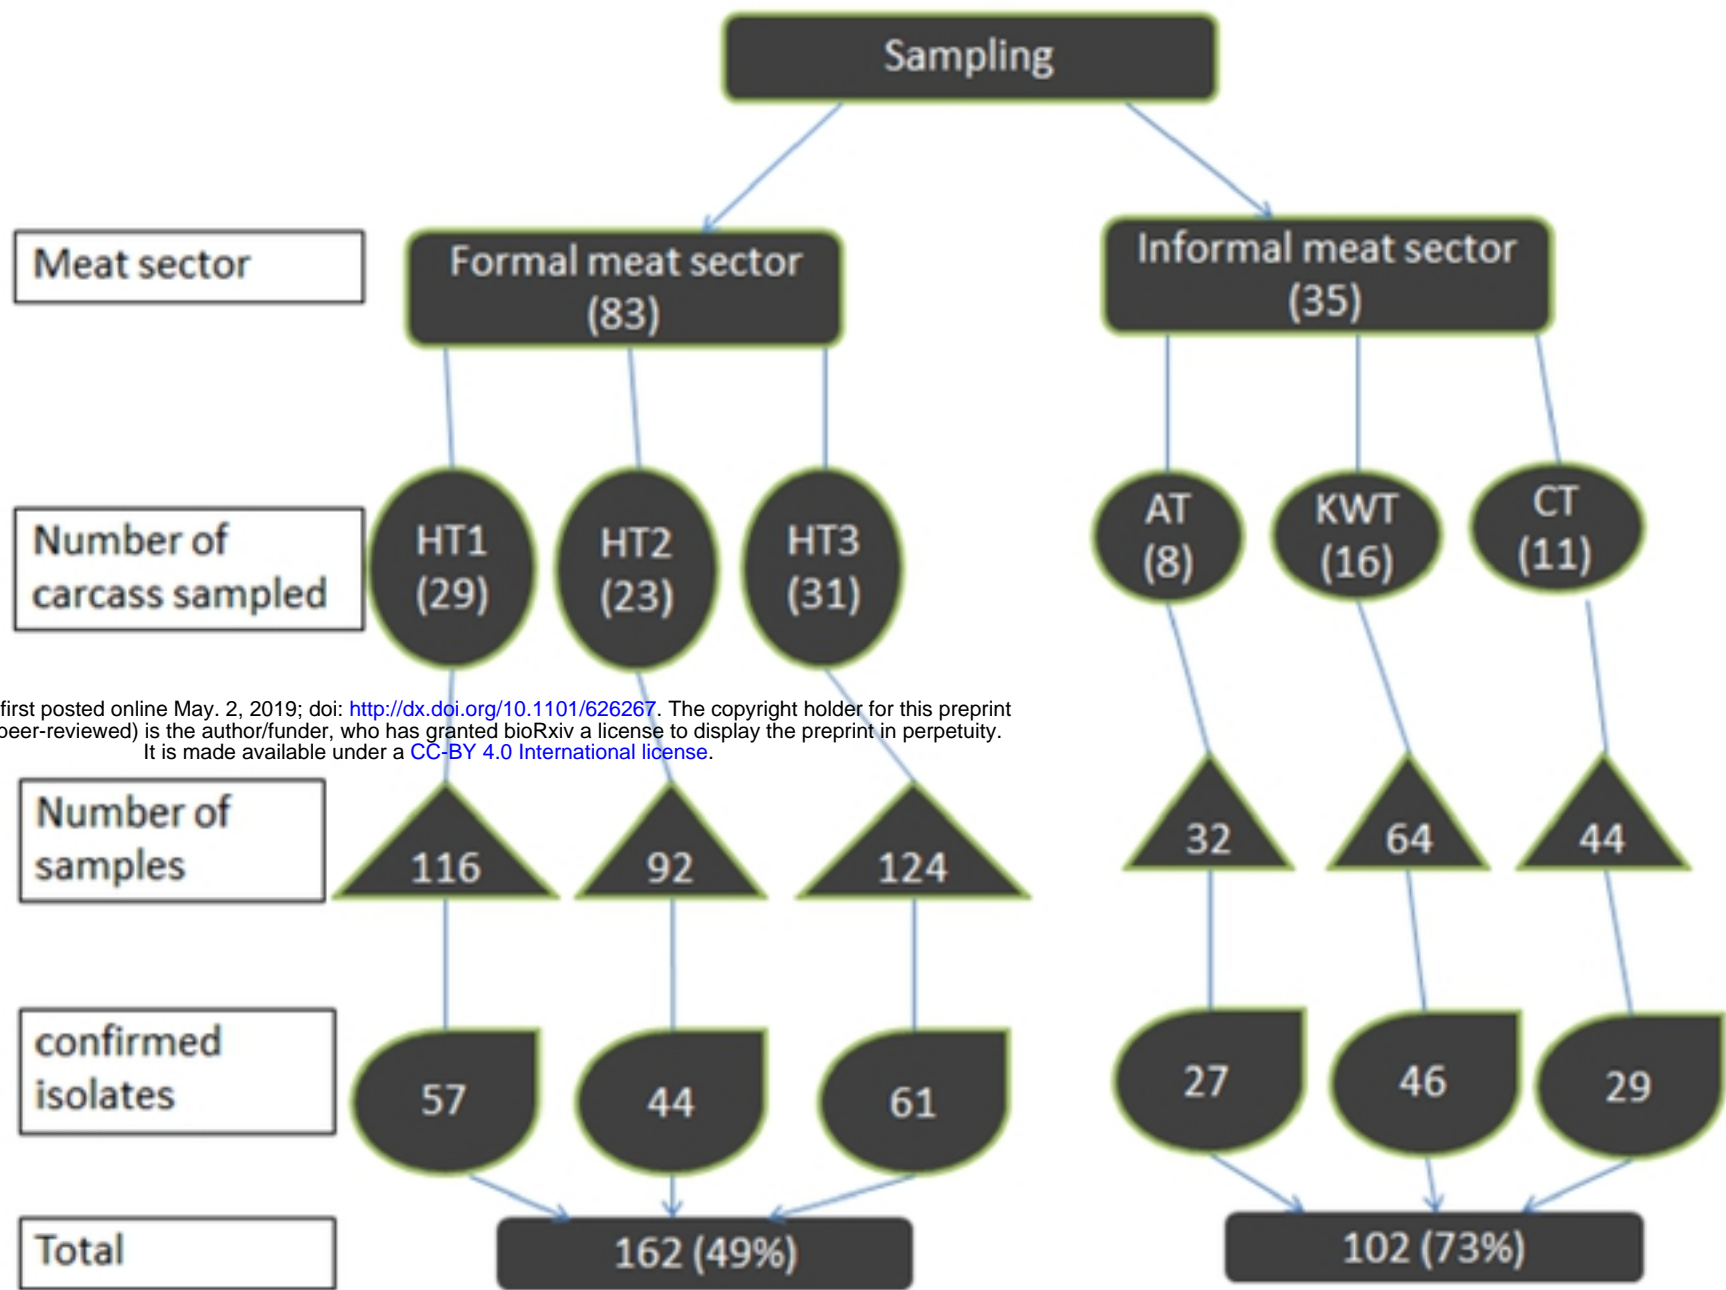 Sampling
Meat sector
Formal meat sector
(83)
Informal meat sector
(35)
Number of
carcass sampled
HT1
(29)
HT2
(23)
HT3
(31)
AT
(8)
KWT
(16)
CT
(11)
first posted online May. 2, 2019; doi: http://dx.doi.org/10.1101/626267. The copyright holder for this preprint
peer-reviewed) is the author/funder, who has granted bioRxiv a license to display the preprint in perpetuity.
It is made available under a CC-BY 4.0 International license.
Number of
samples
116
92
124
32
64
44
confirmed
isolates
57
44
61
27
46
29
Total
162 (49%)
102 (73%)